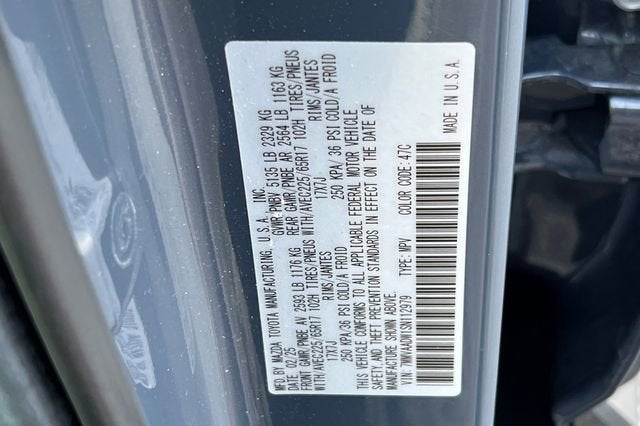 MFD. BY MAZDA TOYOTA MANUFACTURING, U.S.A., INC.
DATE: 02/25 GVWR/PNBV 5135 LB 2329 KG
FRONT GAWR/PNBE AV 2593 LB 1176 KG REAR GAWR/PNBE AR 2564 LB 1163 KG
WITH/AVEC225/65R17 102H TIRES/PNEUS WITH/AVEC225/65R17 102H TIRES/PNEUS
17X7J RIMS/JANTES 17X7J RIMS/JANTES
250 KPA/36 PSI COLD/A FROID 250 KPA/36 PSI COLD/A FROID
THIS VEHICLE CONFORMS TO ALL APPLICABLE FEDERAL MOTOR VEHICLE
SAFETY AND THEFT PREVENTION STANDARDS IN EFFECT ON THE DATE OF
MANUFACTURE SHOWN ABOVE.
TYPE: MPV COLOR CODE: 47C
MADE IN U.S.A.